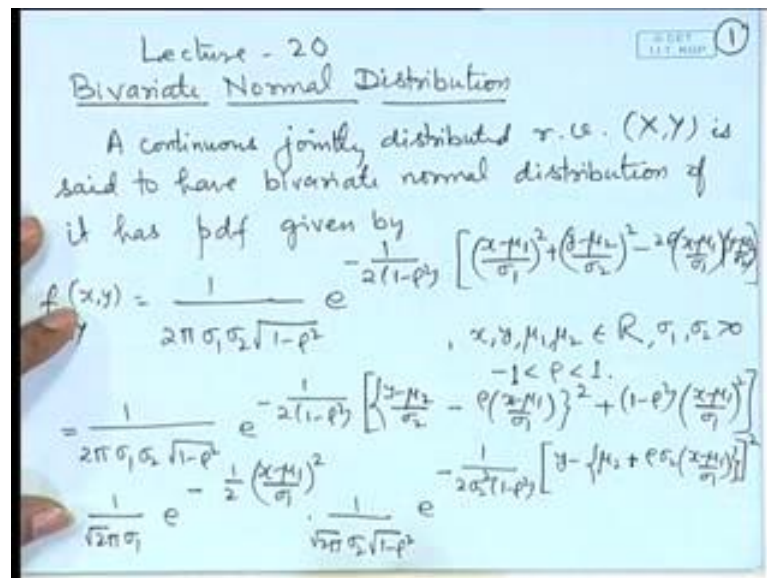 Lecture - 20
© CET
I.I.T. KGP
1
Bivariate Normal Distribution
A continuous jointly distributed r.v. (X,Y) is
said to have bivariate normal distribution if
it has pdf given by
f (x,y) = 1 / (2π σ₁ σ₂ √(1-ρ²)) e^{- 1/(2(1-ρ²)) [((x-μ₁)/σ₁)² + ((y-μ₂)/σ₂)² - 2ρ((x-μ₁)/σ₁)((y-μ₂)/σ₂)]}
, x, y, μ₁, μ₂ ∈ R, σ₁, σ₂ > 0
-1 < ρ < 1.
= 1 / (2π σ₁ σ₂ √(1-ρ²)) e^{- 1/(2(1-ρ²)) [{(y-μ₂)/σ₂ - ρ((x-μ₁)/σ₁)}² + (1-ρ²)((x-μ₁)/σ₁)²]}
1 / (√2π σ₁) e^{- 1/2 ((x-μ₁)/σ₁)²} . 1 / (√2π σ₂ √(1-ρ²)) e^{- 1/(2σ₂²(1-ρ²)) [y - {μ₂ + ρσ₂((x-μ₁)/σ₁)}]²}